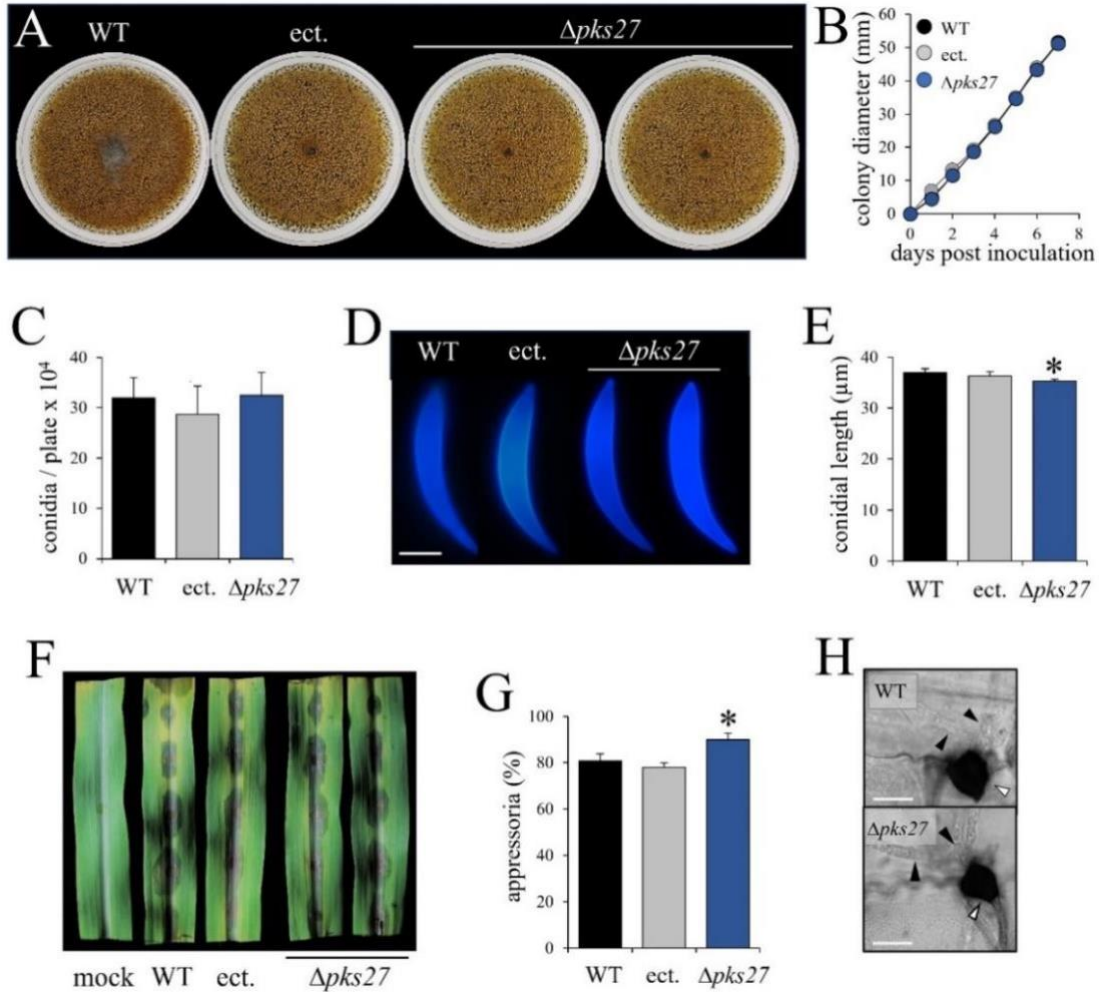 A
WT ect. Δpks27
B
colony diameter (mm)
60
50
40
30
20
10
0
WT
ect.
Δpks27
0 2 4 6 8
days post inoculation
C
conidia / plate x 10⁴
40
30
20
10
0
WT ect. Δpks27
D
WT ect. Δpks27
E
conidial length (µm)
40
30
20
10
0
*
WT ect. Δpks27
F
mock WT ect. Δpks27
G
appressoria (%)
100
80
60
40
20
0
*
WT ect. Δpks27
H
WT
Δpks27